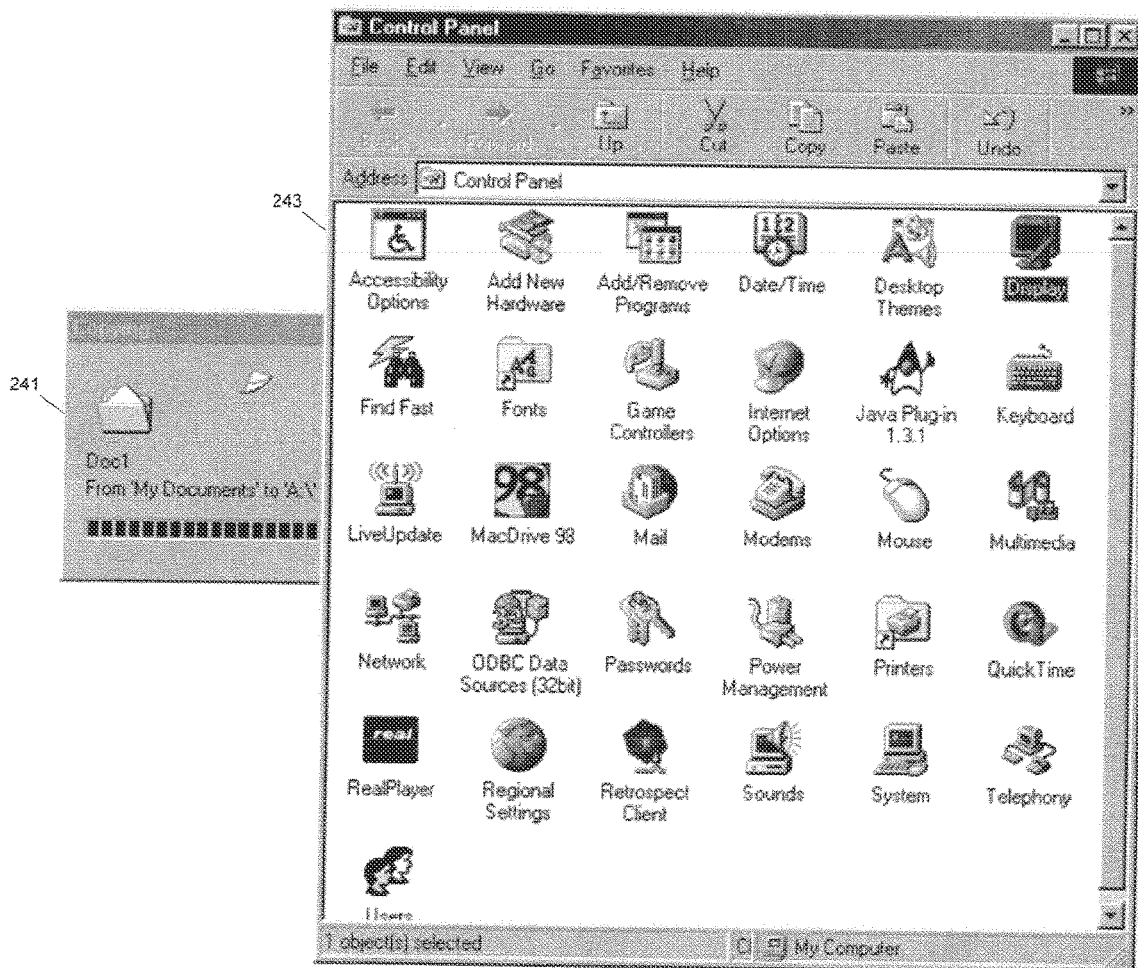 Control Panel
File Edit View Go Favorites Help
Back Forward Up Cut Copy Paste Undo
Address Control Panel
243
Accessibility Options
Add New Hardware
Add/Remove Programs
Date/Time
Desktop Themes
Display
241
Find Fast
Fonts
Game Controllers
Internet Options
Java Plug-in 1.3.1
Keyboard
Doc1
From 'My Documents' to 'A:\'
LiveUpdate
MacDrive 98
Mail
Modems
Mouse
Multimedia
Network
ODBC Data Sources (32bit)
Passwords
Power Management
Printers
QuickTime
real
RealPlayer
Regional Settings
Retrospect Client
Sounds
System
Telephony
Users
1 object(s) selected
My Computer